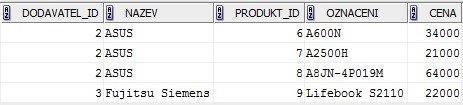 DODAVATEL_ID NAZEV PRODUKT_ID OZNACENI CENA
2 ASUS 6 A600N 34000
2 ASUS 7 A2500H 21000
2 ASUS 8 A8JN-4P019M 64000
3 Fujitsu Siemens 9 Lifebook S2110 22000